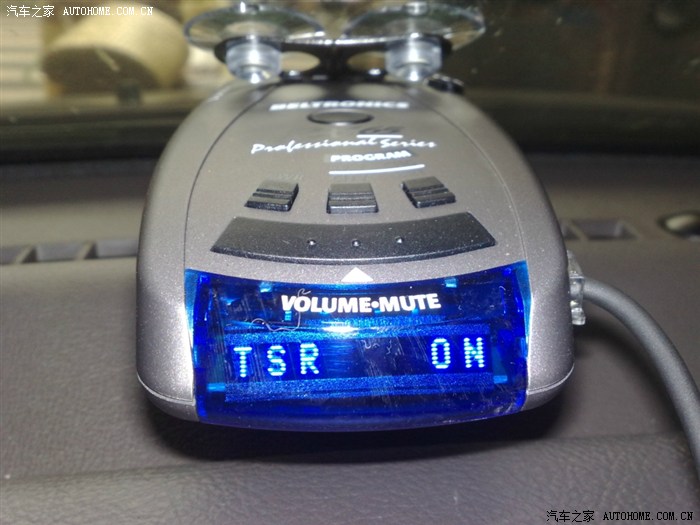 汽车之家 AUTOHOME.COM.CN
BELTRONICS
Professional Series
PROGRAM
VOLUME•MUTE
TSR ON
汽车之家 AUTOHOME.COM.CN